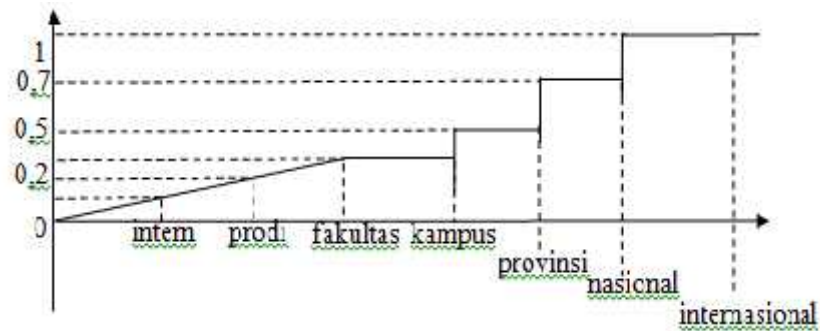 1
0.7
0.5
0.2
0
intern prodi fakultas kampus
provinsi
nasional
internasional